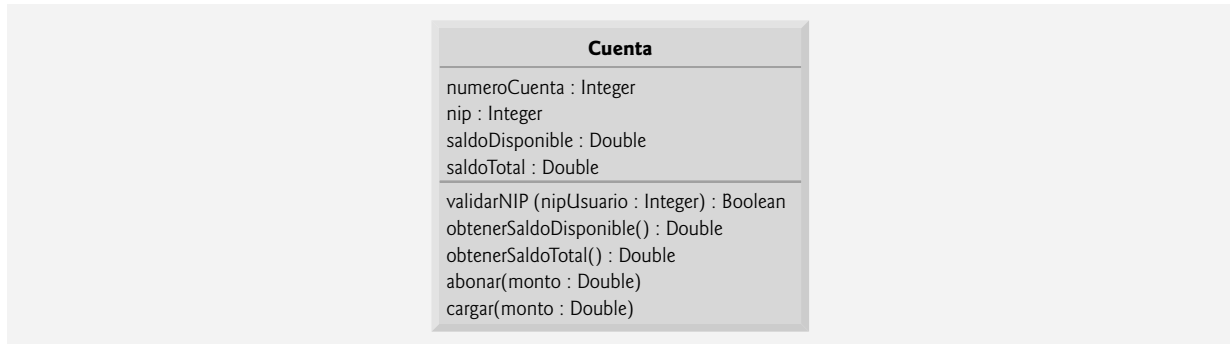 Cuenta
numeroCuenta : Integer
nip : Integer
saldoDisponible : Double
saldoTotal : Double
validarNIP (nipUsuario : Integer) : Boolean
obtenerSaldoDisponible() : Double
obtenerSaldoTotal() : Double
abonar(monto : Double)
cargar(monto : Double)